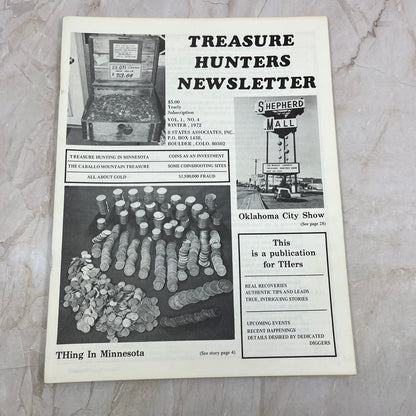 TREASURE
HUNTERS
NEWSLETTER
$5.00
Yearly
Subscription
VOL. 1, NO. 4
WINTER, 1972
8 STATES ASSOCIATES, INC.
P.O. BOX 1438,
BOULDER, COLO. 80302
SHEPHERD
MALL
TREASURE HUNTING IN MINNESOTA
COINS AS AN INVESTMENT
THE CABALLO MOUNTAIN TREASURE
SOME COINSHOOTING SITES
ALL ABOUT GOLD
$1,500,000 FRAUD
Oklahoma City Show
(See page 28)
This
is a publication
for THers
REAL RECOVERIES
AUTHENTIC TIPS AND LEADS
TRUE, INTRIGUING STORIES
UPCOMING EVENTS
RECENT HAPPENINGS
DETAILS DESIRED BY DEDICATED
DIGGERS
THing In Minnesota
(See story page 4)